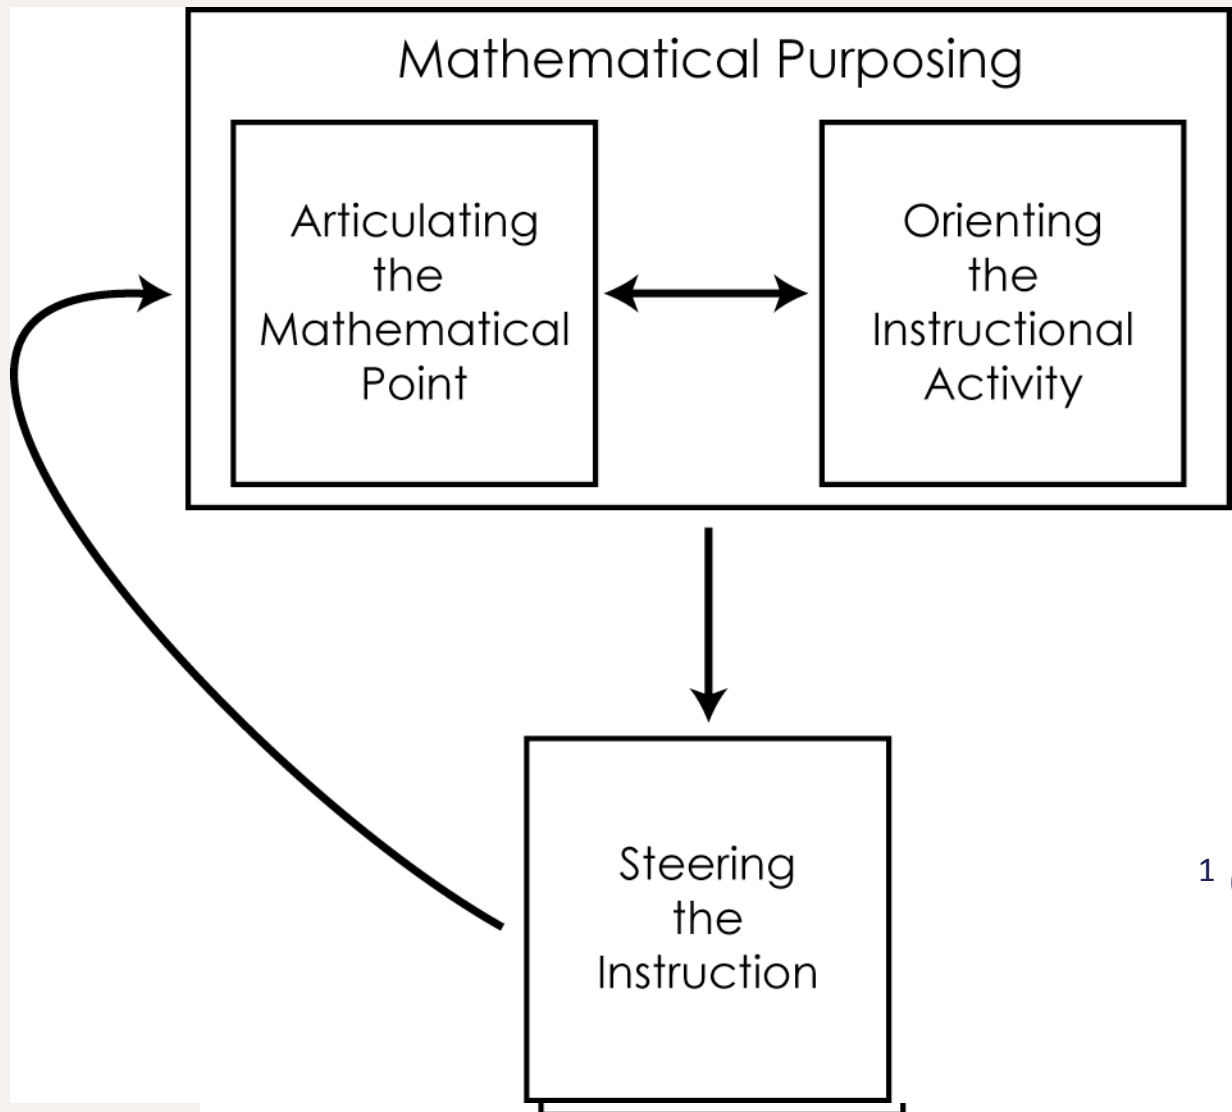 Mathematical Purposing
Articulating
the
Mathematical
Point
Orienting
the
Instructional
Activity
Steering
the
Instruction
1